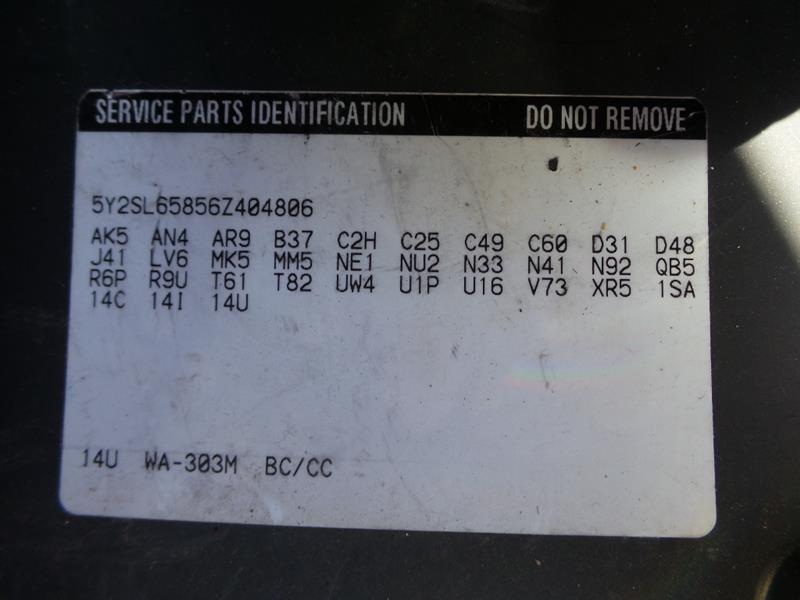 SERVICE PARTS IDENTIFICATION DO NOT REMOVE
5Y2SL65856Z404806
AK5 AN4 AR9 B37 C2H C25 C49 C60 D31 D48
J41 LV6 MK5 MM5 NE1 NU2 N33 N41 N92 QB5
R6P R9U T61 T82 UW4 U1P U16 V73 XR5 1SA
14C 14I 14U
14U WA-303M BC/CC